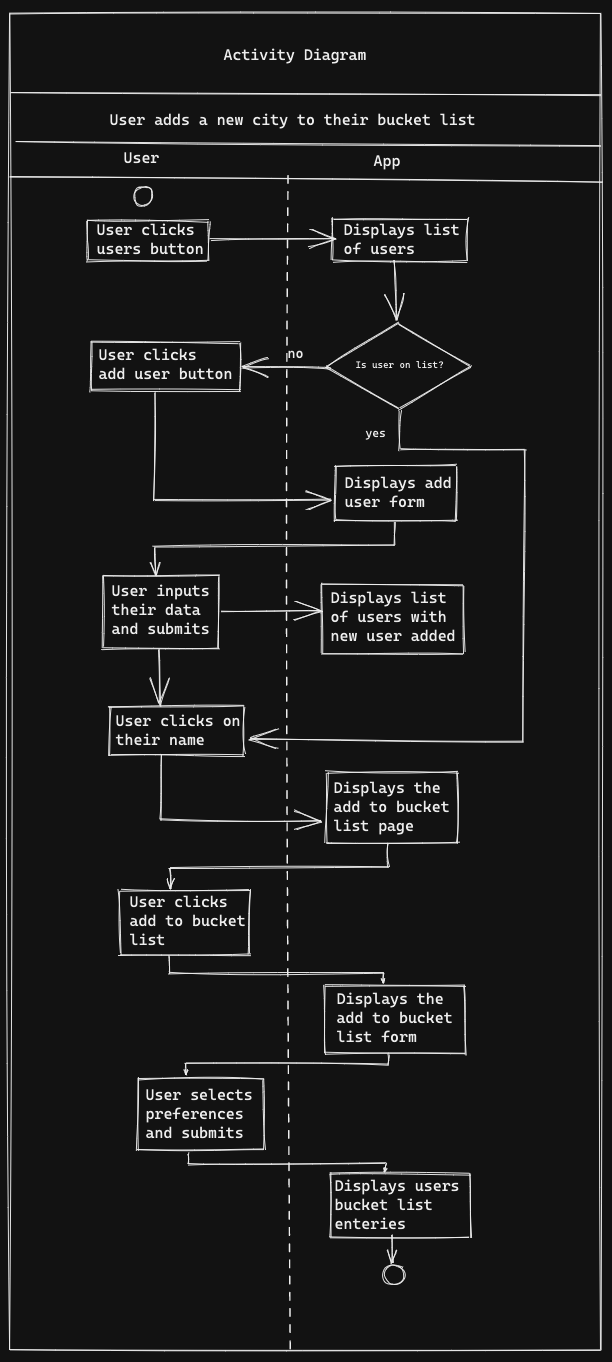 Activity Diagram
User adds a new city to their bucket list
User
App
User clicks
users button
Displays list
of users
Is user on list?
no
User clicks
add user button
yes
Displays add
user form
User inputs
their data
and submits
Displays list
of users with
new user added
User clicks on
their name
Displays the
add to bucket
list page
User clicks
add to bucket
list
Displays the
add to bucket
list form
User selects
preferences
and submits
Displays users
bucket list
enteries